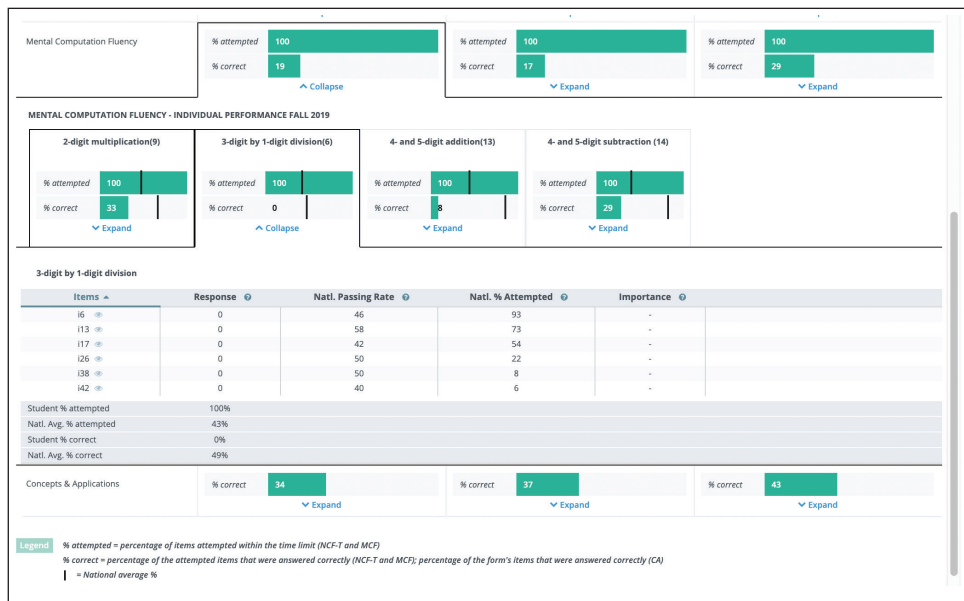 Mental Computation Fluency
% attempted 100
% correct 19
Collapse
% attempted 100
% correct 17
Expand
% attempted 100
% correct 29
Expand
MENTAL COMPUTATION FLUENCY - INDIVIDUAL PERFORMANCE FALL 2019
2-digit multiplication(9)
% attempted 100
% correct 33
Expand
3-digit by 1-digit division(6)
% attempted 100
% correct 0
Collapse
4- and 5-digit addition(13)
% attempted 100
% correct 8
Expand
4- and 5-digit subtraction (14)
% attempted 100
% correct 29
Expand
3-digit by 1-digit division
Items Response Natl. Passing Rate Natl. % Attempted Importance
i6 0 46 93 -
i13 0 58 73 -
i17 0 42 54 -
i26 0 50 22 -
i38 0 50 8 -
i42 0 40 6 -
Student % attempted 100%
Natl. Avg. % attempted 43%
Student % correct 0%
Natl. Avg. % correct 49%
Concepts & Applications
% correct 34
Expand
% correct 37
Expand
% correct 43
Expand
Legend % attempted = percentage of items attempted within the time limit (NCF-T and MCF)
% correct = percentage of the attempted items that were answered correctly (NCF-T and MCF); percentage of the form's items that were answered correctly (CA)
= National average %